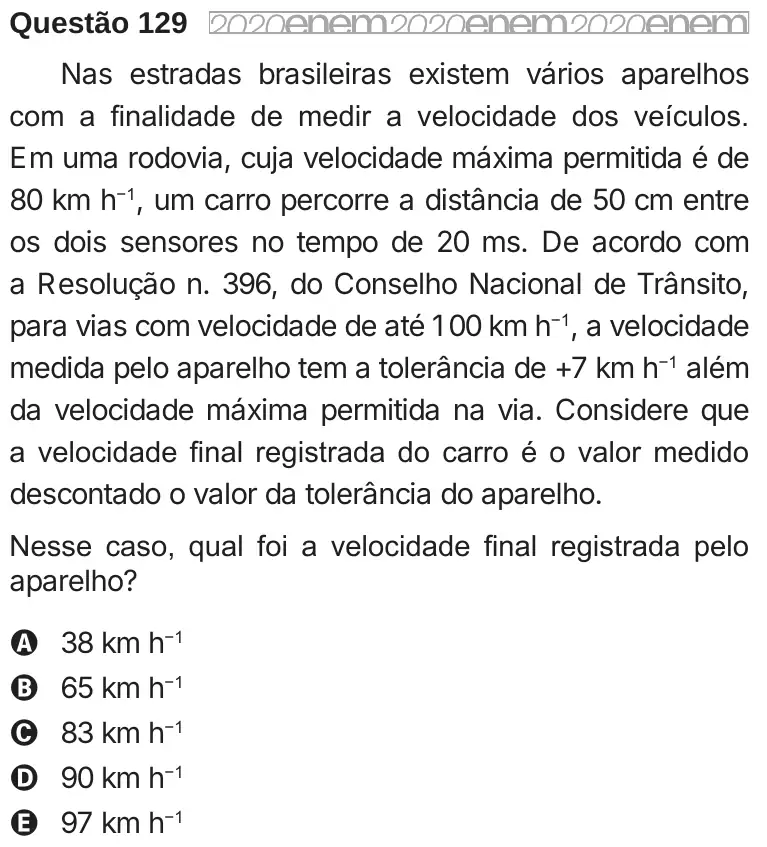 Questão 129 2020enem2020enem2020enem
Nas estradas brasileiras existem vários aparelhos
com a finalidade de medir a velocidade dos veículos.
Em uma rodovia, cuja velocidade máxima permitida é de
80 km h⁻¹, um carro percorre a distância de 50 cm entre
os dois sensores no tempo de 20 ms. De acordo com
a Resolução n. 396, do Conselho Nacional de Trânsito,
para vias com velocidade de até 100 km h⁻¹, a velocidade
medida pelo aparelho tem a tolerância de +7 km h⁻¹ além
da velocidade máxima permitida na via. Considere que
a velocidade final registrada do carro é o valor medido
descontado o valor da tolerância do aparelho.
Nesse caso, qual foi a velocidade final registrada pelo
aparelho?
A 38 km h⁻¹
B 65 km h⁻¹
C 83 km h⁻¹
D 90 km h⁻¹
E 97 km h⁻¹